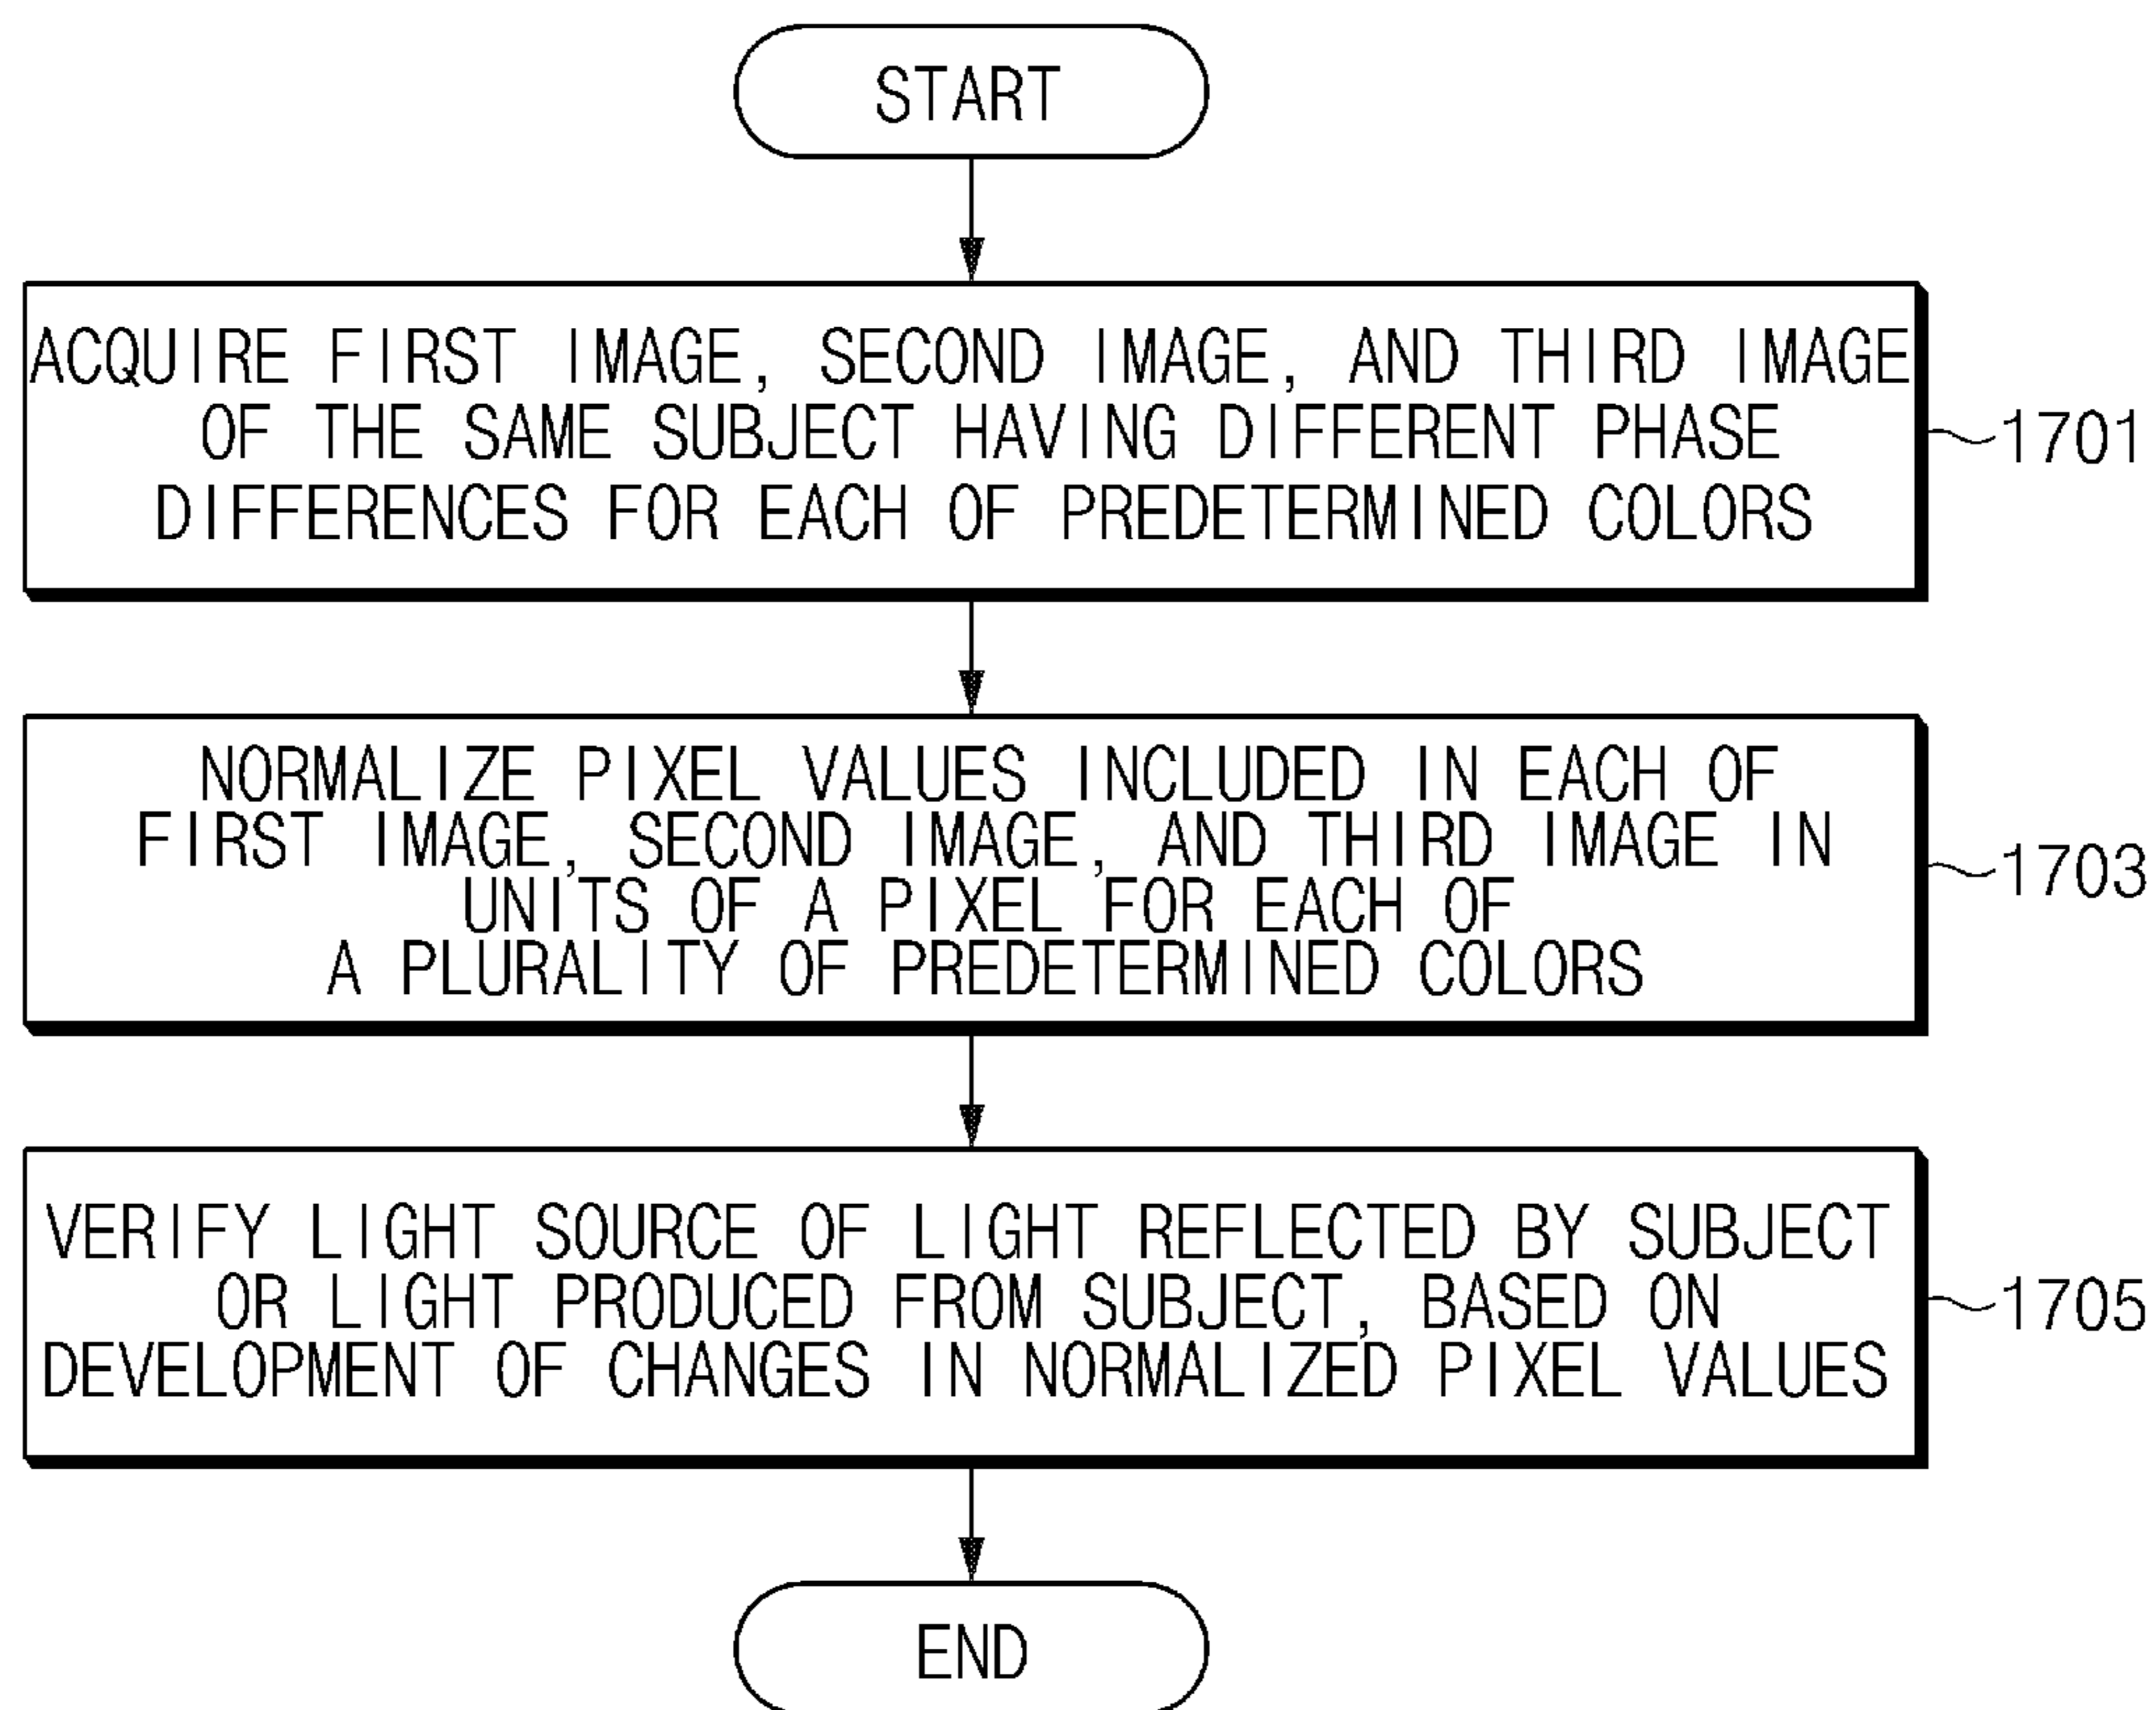 START
ACQUIRE FIRST IMAGE, SECOND IMAGE, AND THIRD IMAGE
OF THE SAME SUBJECT HAVING DIFFERENT PHASE
DIFFERENCES FOR EACH OF PREDETERMINED COLORS
1701
NORMALIZE PIXEL VALUES INCLUDED IN EACH OF
FIRST IMAGE, SECOND IMAGE, AND THIRD IMAGE IN
UNITS OF A PIXEL FOR EACH OF
A PLURALITY OF PREDETERMINED COLORS
1703
VERIFY LIGHT SOURCE OF LIGHT REFLECTED BY SUBJECT
OR LIGHT PRODUCED FROM SUBJECT, BASED ON
DEVELOPMENT OF CHANGES IN NORMALIZED PIXEL VALUES
1705
END